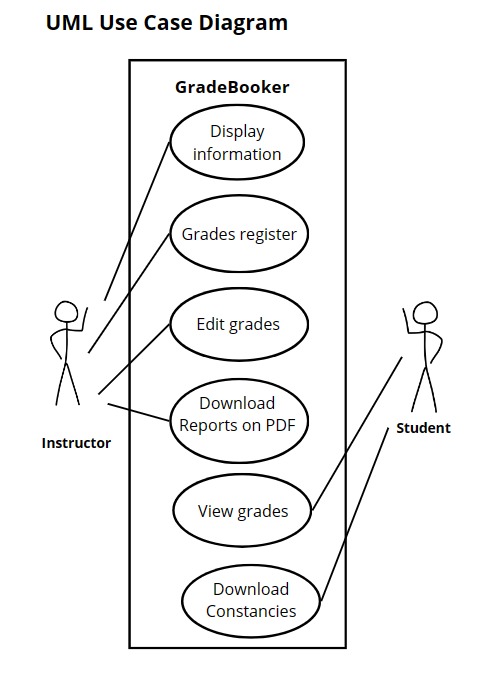 UML Use Case Diagram
GradeBooker
Display
information
Grades register
Edit grades
Download
Reports on PDF
View grades
Download
Constancies
Instructor
Student